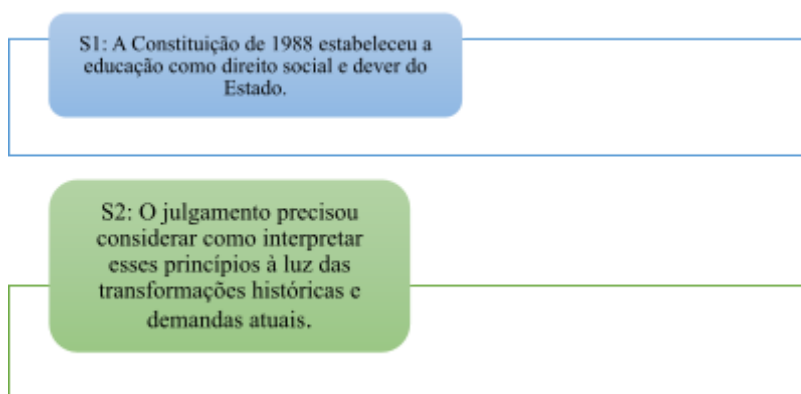 S1: A Constituição de 1988 estabeleceu a
educação como direito social e dever do
Estado.
S2: O julgamento precisou
considerar como interpretar
esses princípios à luz das
transformações históricas e
demandas atuais.